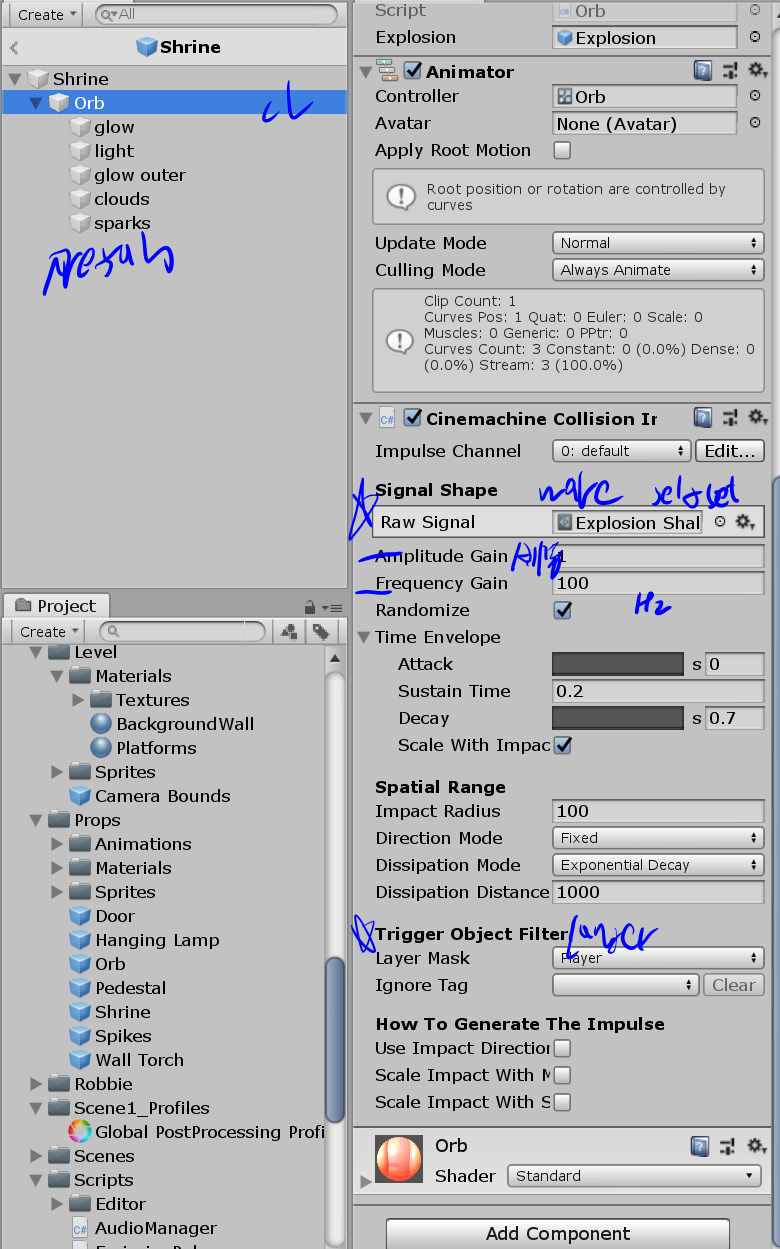 Create
All
Shrine
Shrine
Orb
glow
light
glow outer
clouds
sparks
Project
Create
Level
Materials
Textures
BackgroundWall
Platforms
Sprites
Camera Bounds
Props
Animations
Materials
Sprites
Door
Hanging Lamp
Orb
Pedestal
Shrine
Spikes
Wall Torch
Robbie
Scene1_Profiles
Global PostProcessing Profi
Scenes
Scripts
Editor
C# AudioManager
Script C# Orb
Explosion Explosion
Animator
Controller Orb
Avatar None (Avatar)
Apply Root Motion
Root position or rotation are controlled by
curves
Update Mode Normal
Culling Mode Always Animate
Clip Count: 1
Curves Pos: 1 Quat: 0 Euler: 0 Scale: 0
Muscles: 0 Generic: 0 PPtr: 0
Curves Count: 3 Constant: 0 (0.0%) Dense: 0
(0.0%) Stream: 3 (100.0%)
C# Cinemachine Collision Ir
Impulse Channel 0: default Edit...
Signal Shape
Raw Signal Explosion Shal
Amplitude Gain 1
Frequency Gain 100
Hz
Randomize
Time Envelope
Attack s 0
Sustain Time 0.2
Decay s 0.7
Scale With Impac
Spatial Range
Impact Radius 100
Direction Mode Fixed
Dissipation Mode Exponential Decay
Dissipation Distance 1000
Trigger Object Filter
Layer Mask Player
Ignore Tag Clear
How To Generate The Impulse
Use Impact Direction
Scale Impact With M
Scale Impact With S
Orb
Shader Standard
Add Component